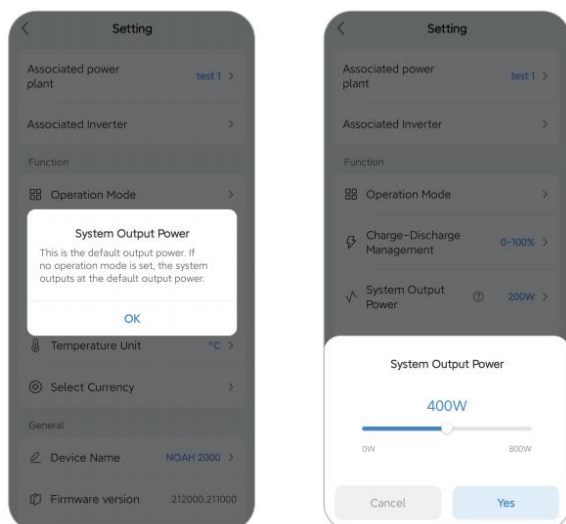 Setting
Associated power
plant
test 1
Associated Inverter
Function
Operation Mode
System Output Power
This is the default output power. If
no operation mode is set, the system
outputs at the default output power.
OK
Temperature Unit
°C
Select Currency
General
Device Name
NOAH 2000
Firmware version
.212000.211000
Setting
Associated power
plant
test 1
Associated Inverter
Function
Operation Mode
Charge-Discharge
Management
0~100%
System Output
Power
?
200W
System Output Power
400W
0W
800W
Cancel
Yes